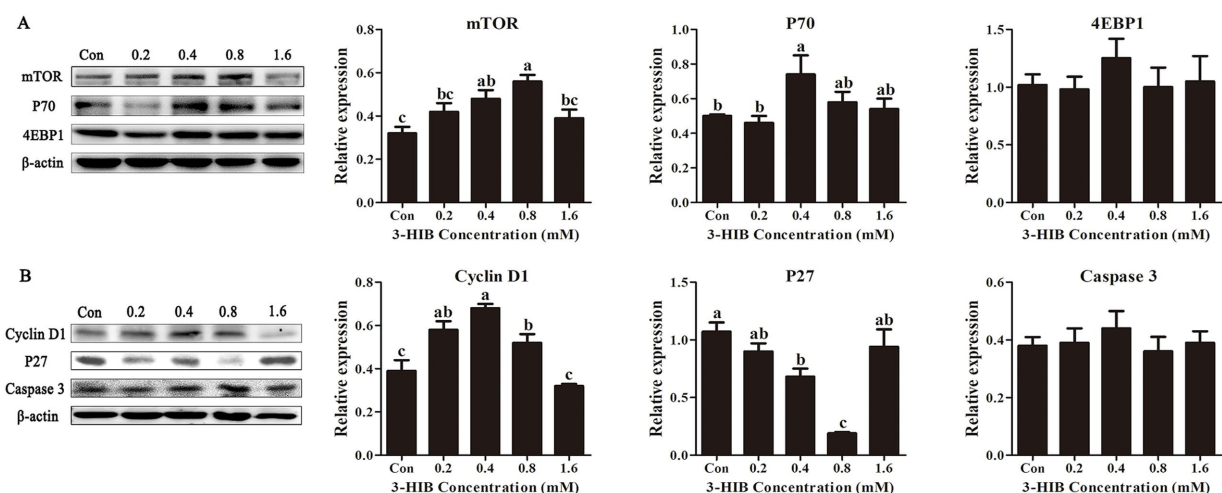 A
Con 0.2 0.4 0.8 1.6
mTOR
P70
4EBP1
β-actin
mTOR
Relative expression
0.8
0.6
0.4
0.2
0.0
c bc ab a bc
Con 0.2 0.4 0.8 1.6
3-HIB Concentration (mM)
P70
Relative expression
1.0
0.8
0.6
0.4
0.2
0.0
b b a ab ab
Con 0.2 0.4 0.8 1.6
3-HIB Concentration (mM)
4EBP1
Relative expression
1.5
1.0
0.5
0.0
Con 0.2 0.4 0.8 1.6
3-HIB Concentration (mM)
B
Con 0.2 0.4 0.8 1.6
Cyclin D1
P27
Caspase 3
β-actin
Cyclin D1
Relative expression
0.8
0.6
0.4
0.2
0.0
c ab a b c
Con 0.2 0.4 0.8 1.6
3-HIB Concentration (mM)
P27
Relative expression
1.5
1.0
0.5
0.0
a ab b c ab
Con 0.2 0.4 0.8 1.6
3-HIB Concentration (mM)
Caspase 3
Relative expression
0.6
0.4
0.2
0.0
Con 0.2 0.4 0.8 1.6
3-HIB Concentration (mM)